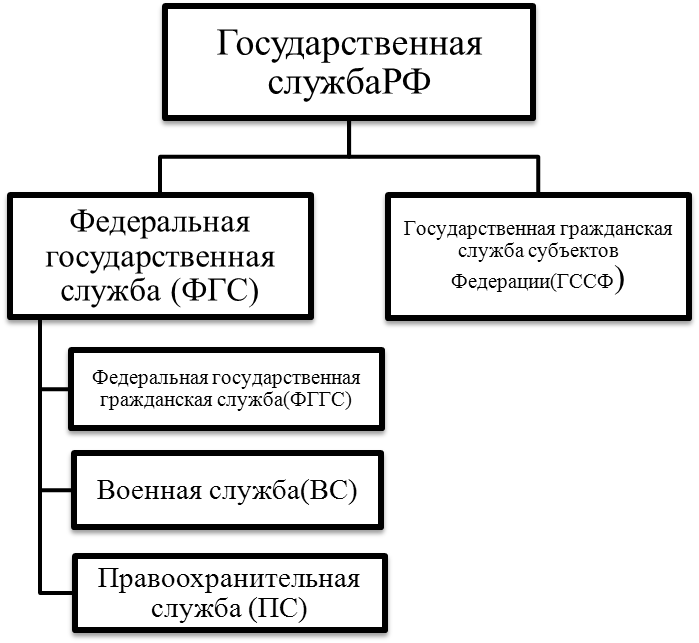 Государственная
службаРФ
Федеральная
государственная
служба (ФГС)
Государственная гражданская
служба субъектов
Федерации(ГССФ)
Федеральная государственная
гражданская служба(ФГГС)
Военная служба(ВС)
Правоохранительная
служба (ПС)